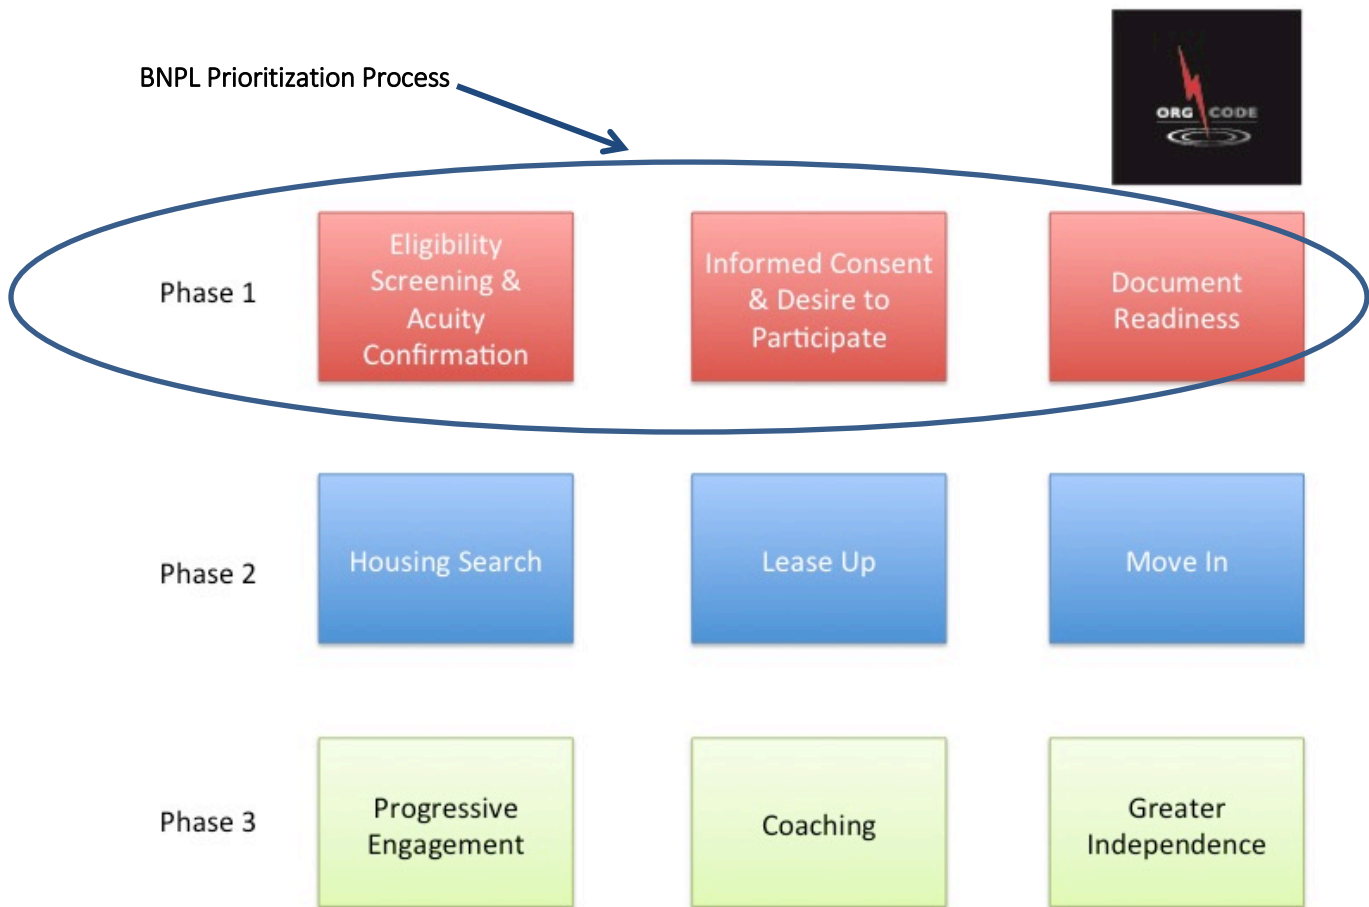 BNPL Prioritization Process
ORG CODE
Phase 1
Eligibility
Screening &
Acuity
Confirmation
Informed Consent
& Desire to
Participate
Document
Readiness
Phase 2
Housing Search
Lease Up
Move In
Phase 3
Progressive
Engagement
Coaching
Greater
Independence